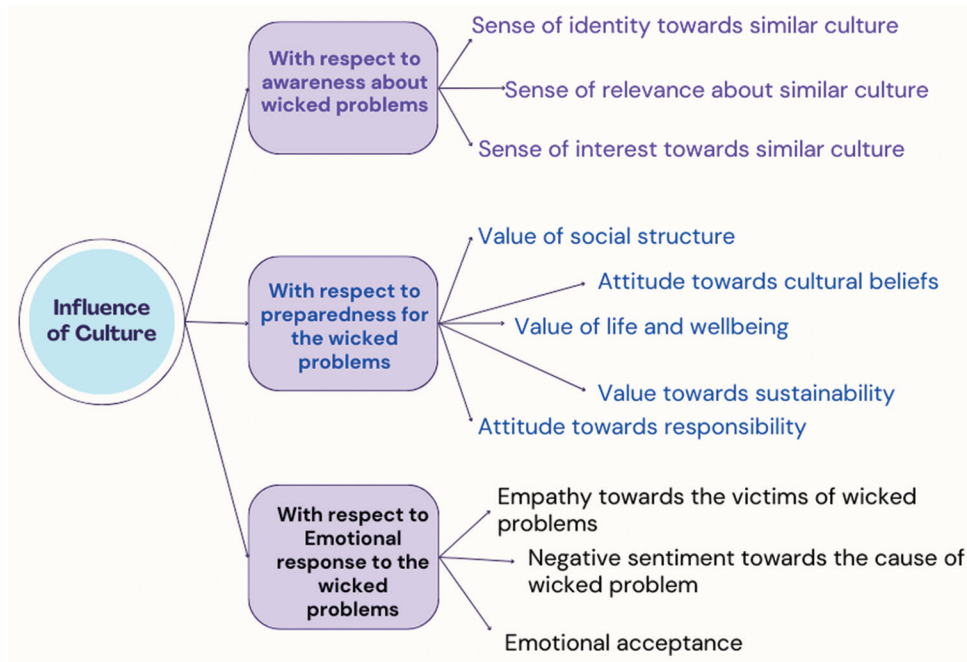 Influence
of Culture
With respect to
awareness about
wicked problems
Sense of identity towards similar culture
Sense of relevance about similar culture
Sense of interest towards similar culture
With respect to
preparedness for
the wicked
problems
Value of social structure
Attitude towards cultural beliefs
Value of life and wellbeing
Value towards sustainability
Attitude towards responsibility
With respect to
Emotional
response to the
wicked
problems
Empathy towards the victims of wicked
problems
Negative sentiment towards the cause of
wicked problem
Emotional acceptance